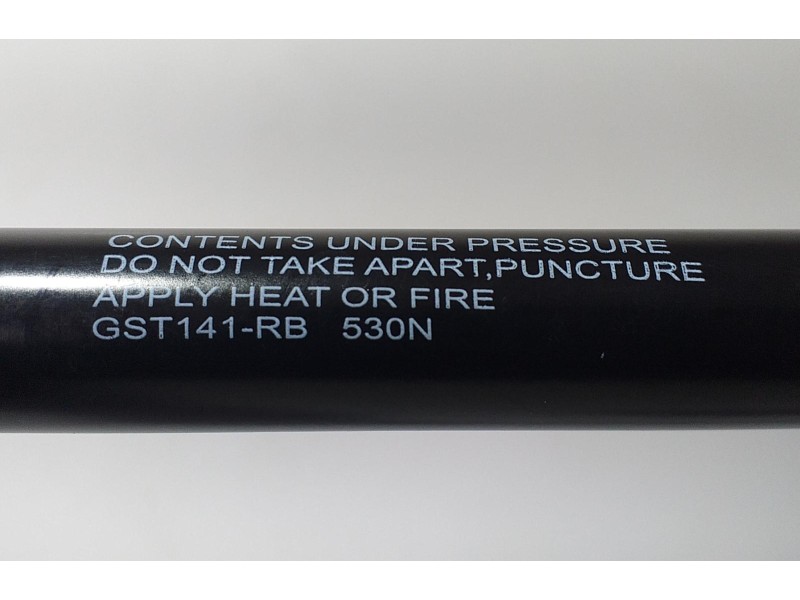 CONTENTS UNDER PRESSURE
DO NOT TAKE APART,PUNCTURE
APPLY HEAT OR FIRE
GST141-RB 530N